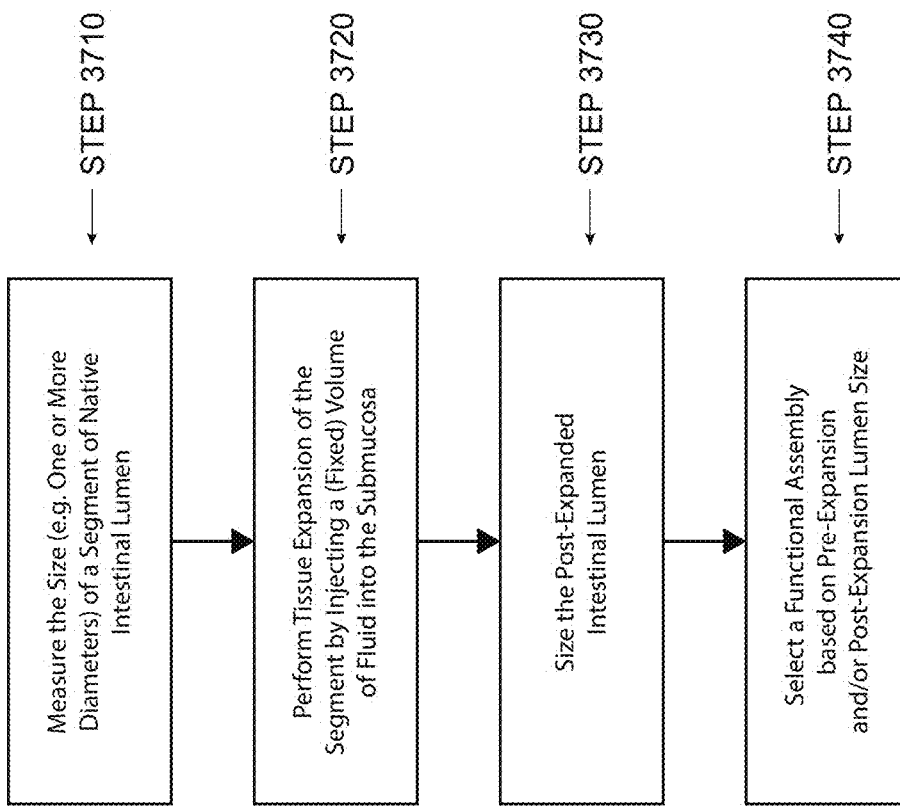 Measure the Size (e.g. One or More
Diameters) of a Segment of Native
Intestinal Lumen
STEP 3710
Perform Tissue Expansion of the
Segment by Injecting a (Fixed) Volume
of Fluid into the Submucosa
STEP 3720
Size the Post-Expanded
Intestinal Lumen
STEP 3730
Select a Functional Assembly
based on Pre-Expansion
and/or Post-Expansion Lumen Size
STEP 3740